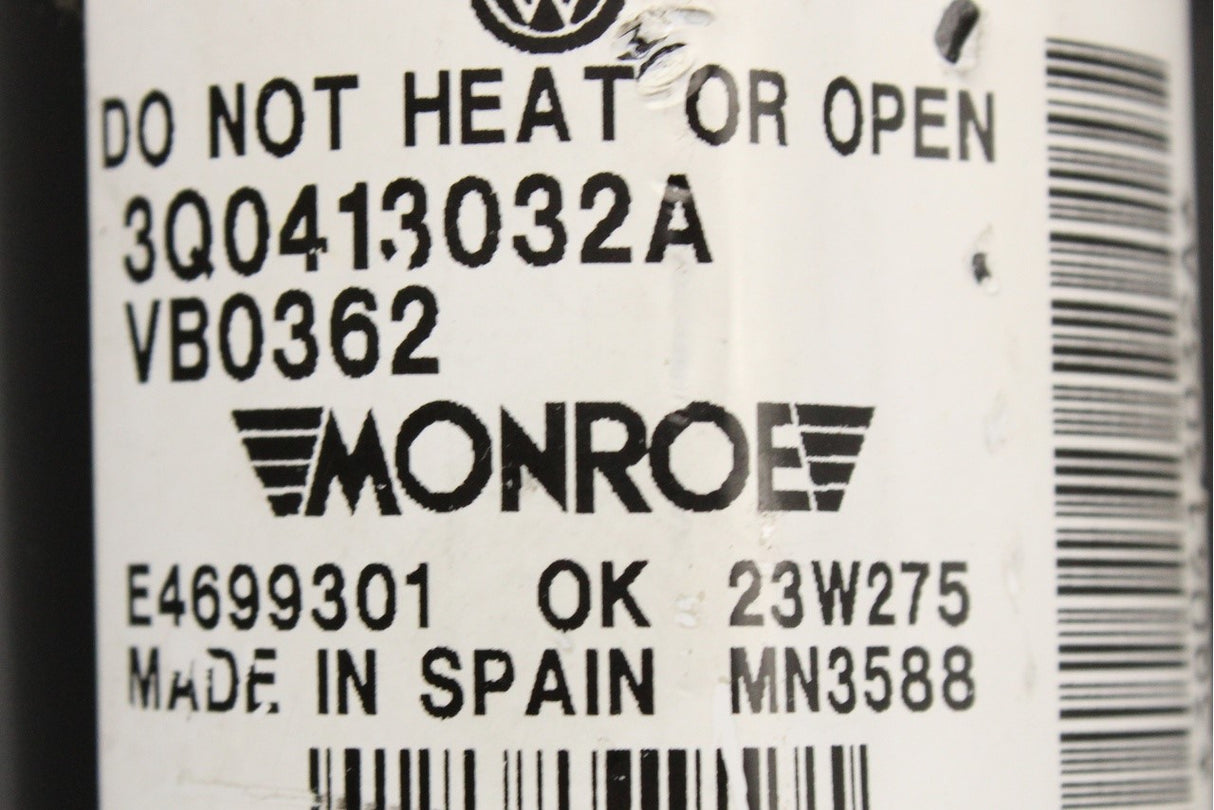 DO NOT HEAT OR OPEN
3Q0413032A
VB0362
MONROE
E4699301 OK 23W275
MADE IN SPAIN MN3588